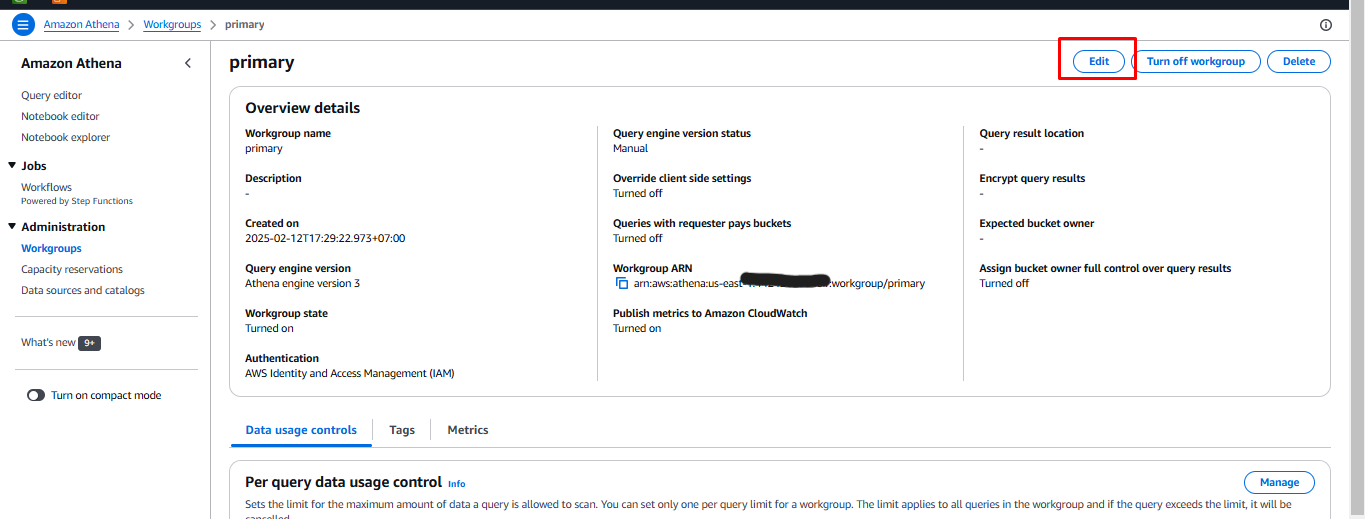 Amazon Athena > Workgroups > primary
Amazon Athena
Query editor
Notebook editor
Notebook explorer
Jobs
Workflows
Powered by Step Functions
Administration
Workgroups
Capacity reservations
Data sources and catalogs
What's new 9+
Turn on compact mode
primary
Edit
Turn off workgroup
Delete
Overview details
Workgroup name
primary
Description
-
Created on
2025-02-12T17:29:22.973+07:00
Query engine version
Athena engine version 3
Workgroup state
Turned on
Authentication
AWS Identity and Access Management (IAM)
Query engine version status
Manual
Override client side settings
Turned off
Queries with requester pays buckets
Turned off
Workgroup ARN
arn:aws:athena:us-east- :workgroup/primary
Publish metrics to Amazon CloudWatch
Turned on
Query result location
-
Encrypt query results
-
Expected bucket owner
-
Assign bucket owner full control over query results
Turned off
Data usage controls
Tags
Metrics
Per query data usage control Info
Manage
Sets the limit for the maximum amount of data a query is allowed to scan. You can set only one per query limit for a workgroup. The limit applies to all queries in the workgroup and if the query exceeds the limit, it will be
cancelled